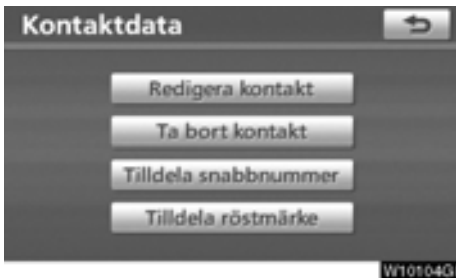 Kontaktdata
Redigera kontakt
Ta bort kontakt
Tilldela snabbnummer
Tilldela röstmärke
W10104G